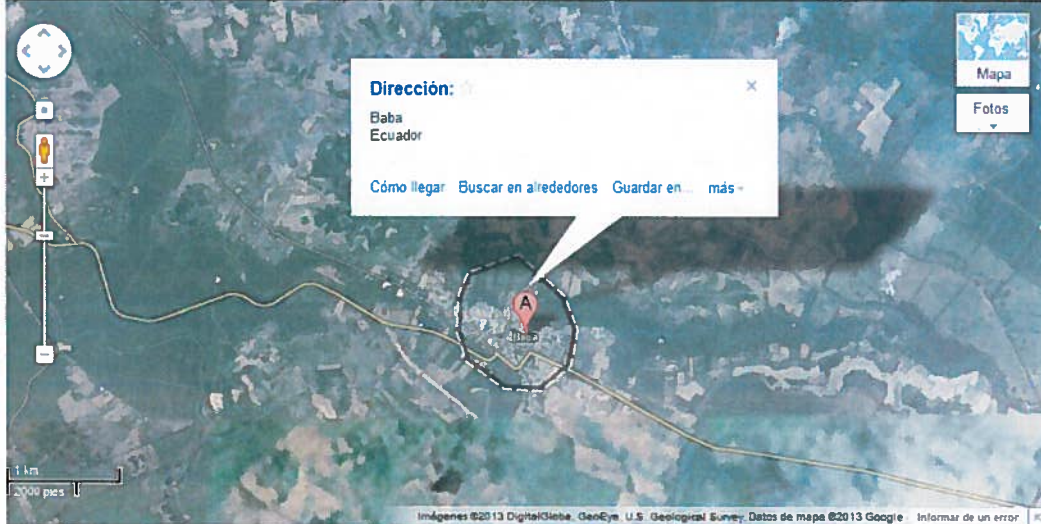 Dirección:
Baba
Ecuador
Cómo llegar Buscar en alrededores Guardar en... más
Mapa
Fotos
A
Baba
1 km
2000 pies
Imágenes ©2013 DigitalGlobe, GeoEye, U.S. Geological Survey, Datos de mapa ©2013 Google Informar de un error